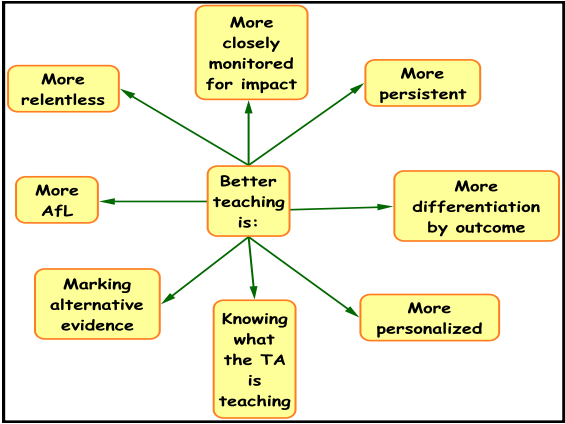 More
closely
monitored
for impact
More
relentless
More
persistent
Better
teaching
is:
More
AfL
More
differentiation
by outcome
Marking
alternative
evidence
Knowing
what
the TA
is
teaching
More
personalized